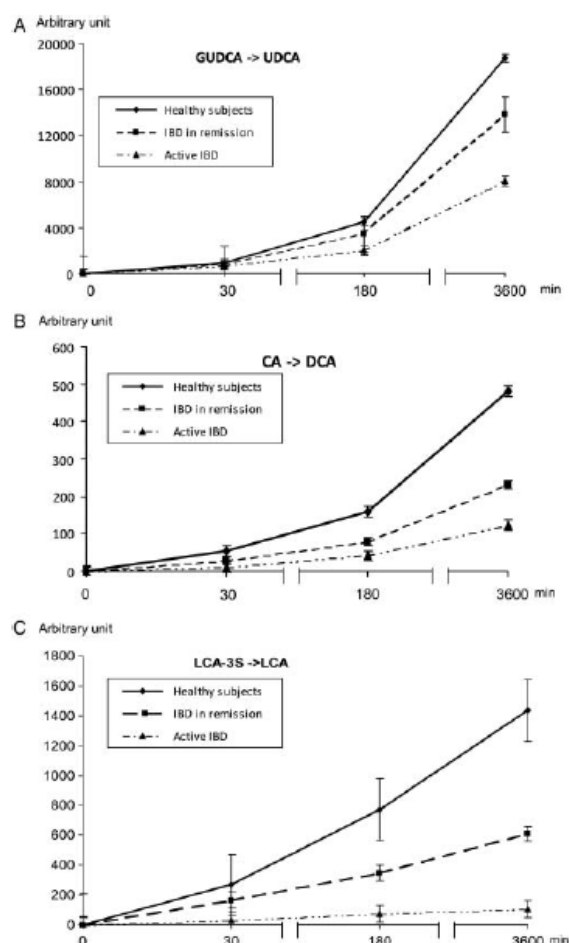 A Arbitrary unit
GUDCA -> UDCA
20000
16000
12000
8000
4000
0
Healthy subjects
IBD in remission
Active IBD
0 30 180 3600 min
B Arbitrary unit
CA -> DCA
600
500
400
300
200
100
0
Healthy subjects
IBD in remission
Active IBD
0 30 180 3600 min
C Arbitrary unit
LCA-3S ->LCA
1800
1600
1400
1200
1000
800
600
400
200
0
Healthy subjects
IBD in remission
Active IBD
0 30 180 3600 min